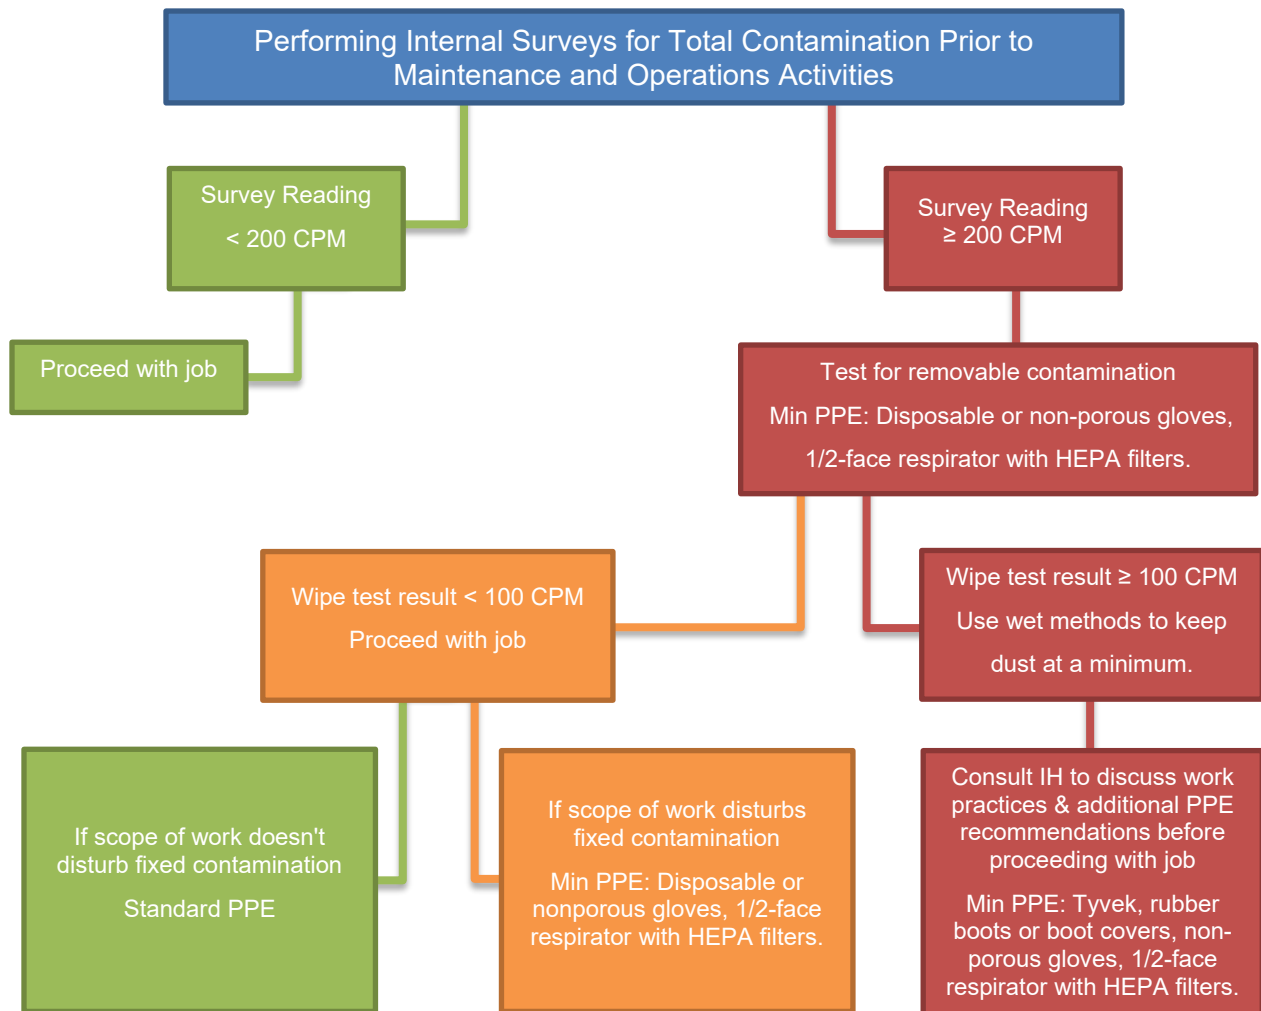 Performing Internal Surveys for Total Contamination Prior to
Maintenance and Operations Activities
Survey Reading
< 200 CPM
Survey Reading
≥ 200 CPM
Proceed with job
Test for removable contamination
Min PPE: Disposable or non-porous gloves,
1/2-face respirator with HEPA filters.
Wipe test result < 100 CPM
Proceed with job
Wipe test result ≥ 100 CPM
Use wet methods to keep
dust at a minimum.
If scope of work doesn't
disturb fixed contamination
Standard PPE
If scope of work disturbs
fixed contamination
Min PPE: Disposable or
nonporous gloves, 1/2-face
respirator with HEPA filters.
Consult IH to discuss work
practices & additional PPE
recommendations before
proceeding with job
Min PPE: Tyvek, rubber
boots or boot covers, non-
porous gloves, 1/2-face
respirator with HEPA filters.